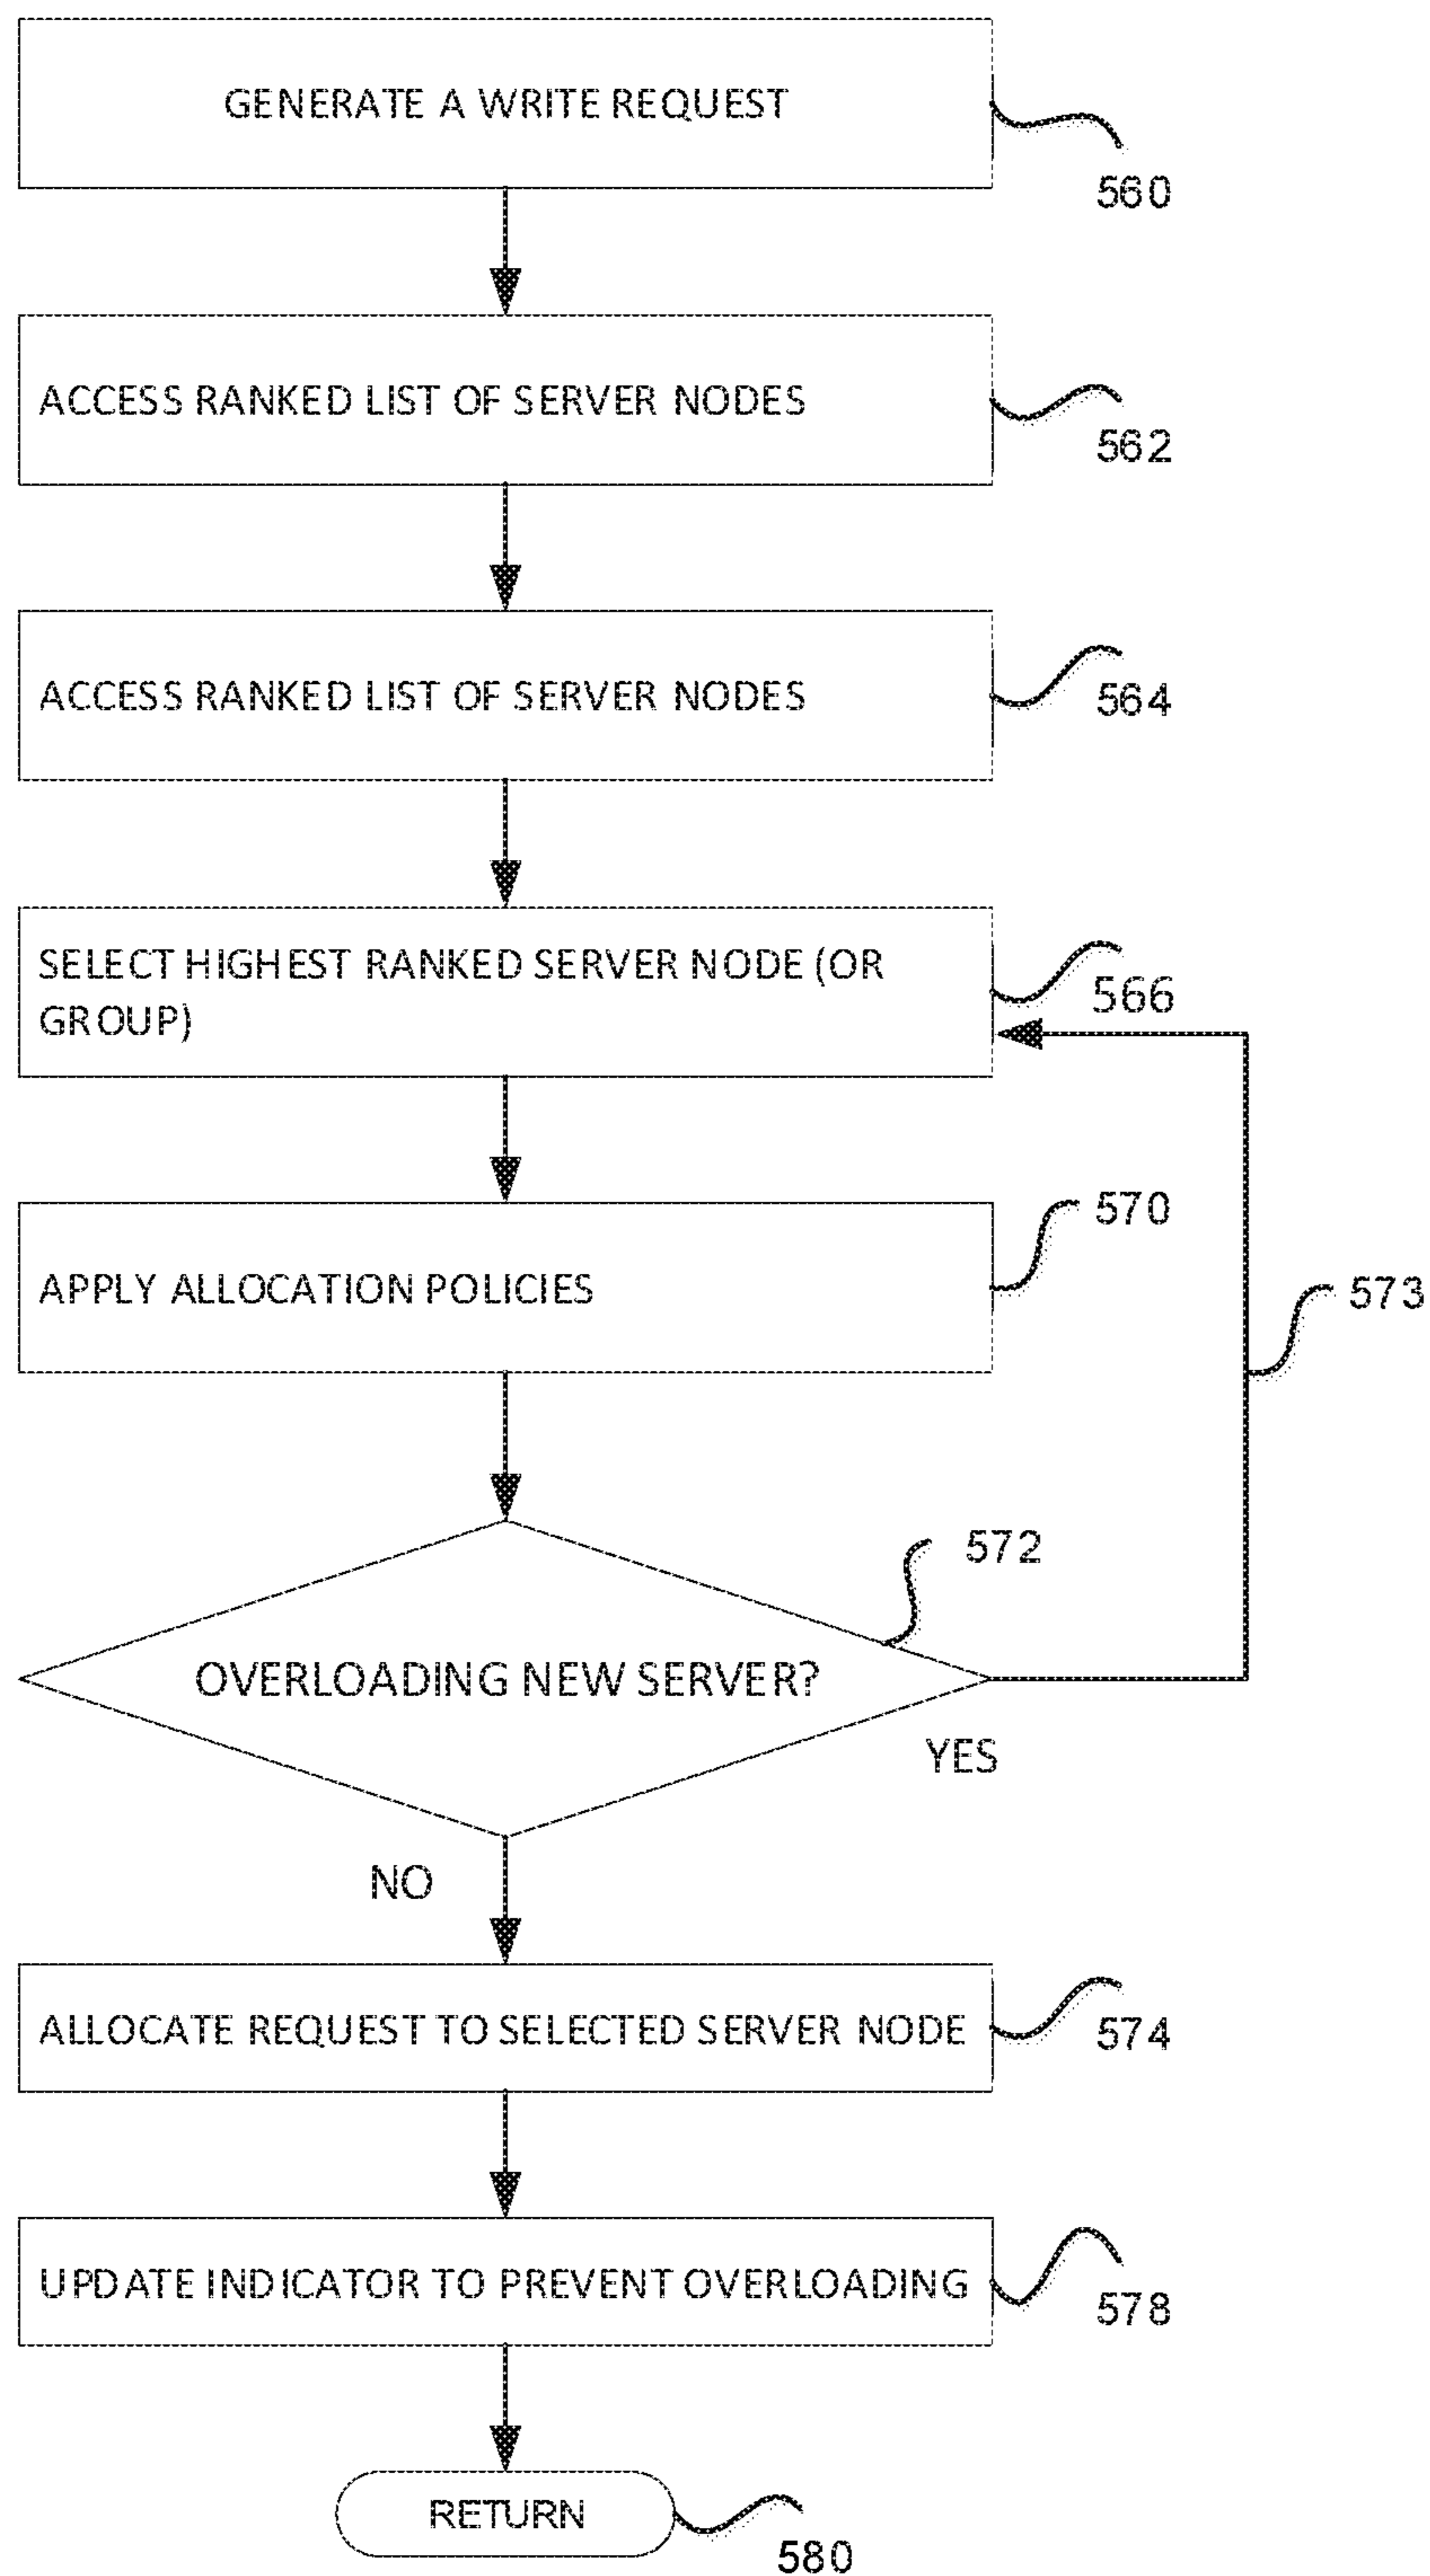 GENERATE A WRITE REQUEST
560
ACCESS RANKED LIST OF SERVER NODES
562
ACCESS RANKED LIST OF SERVER NODES
564
SELECT HIGHEST RANKED SERVER NODE (OR
GROUP)
566
570
APPLY ALLOCATION POLICIES
573
572
OVERLOADING NEW SERVER?
YES
NO
ALLOCATE REQUEST TO SELECTED SERVER NODE
574
UPDATE INDICATOR TO PREVENT OVERLOADING
578
RETURN
580